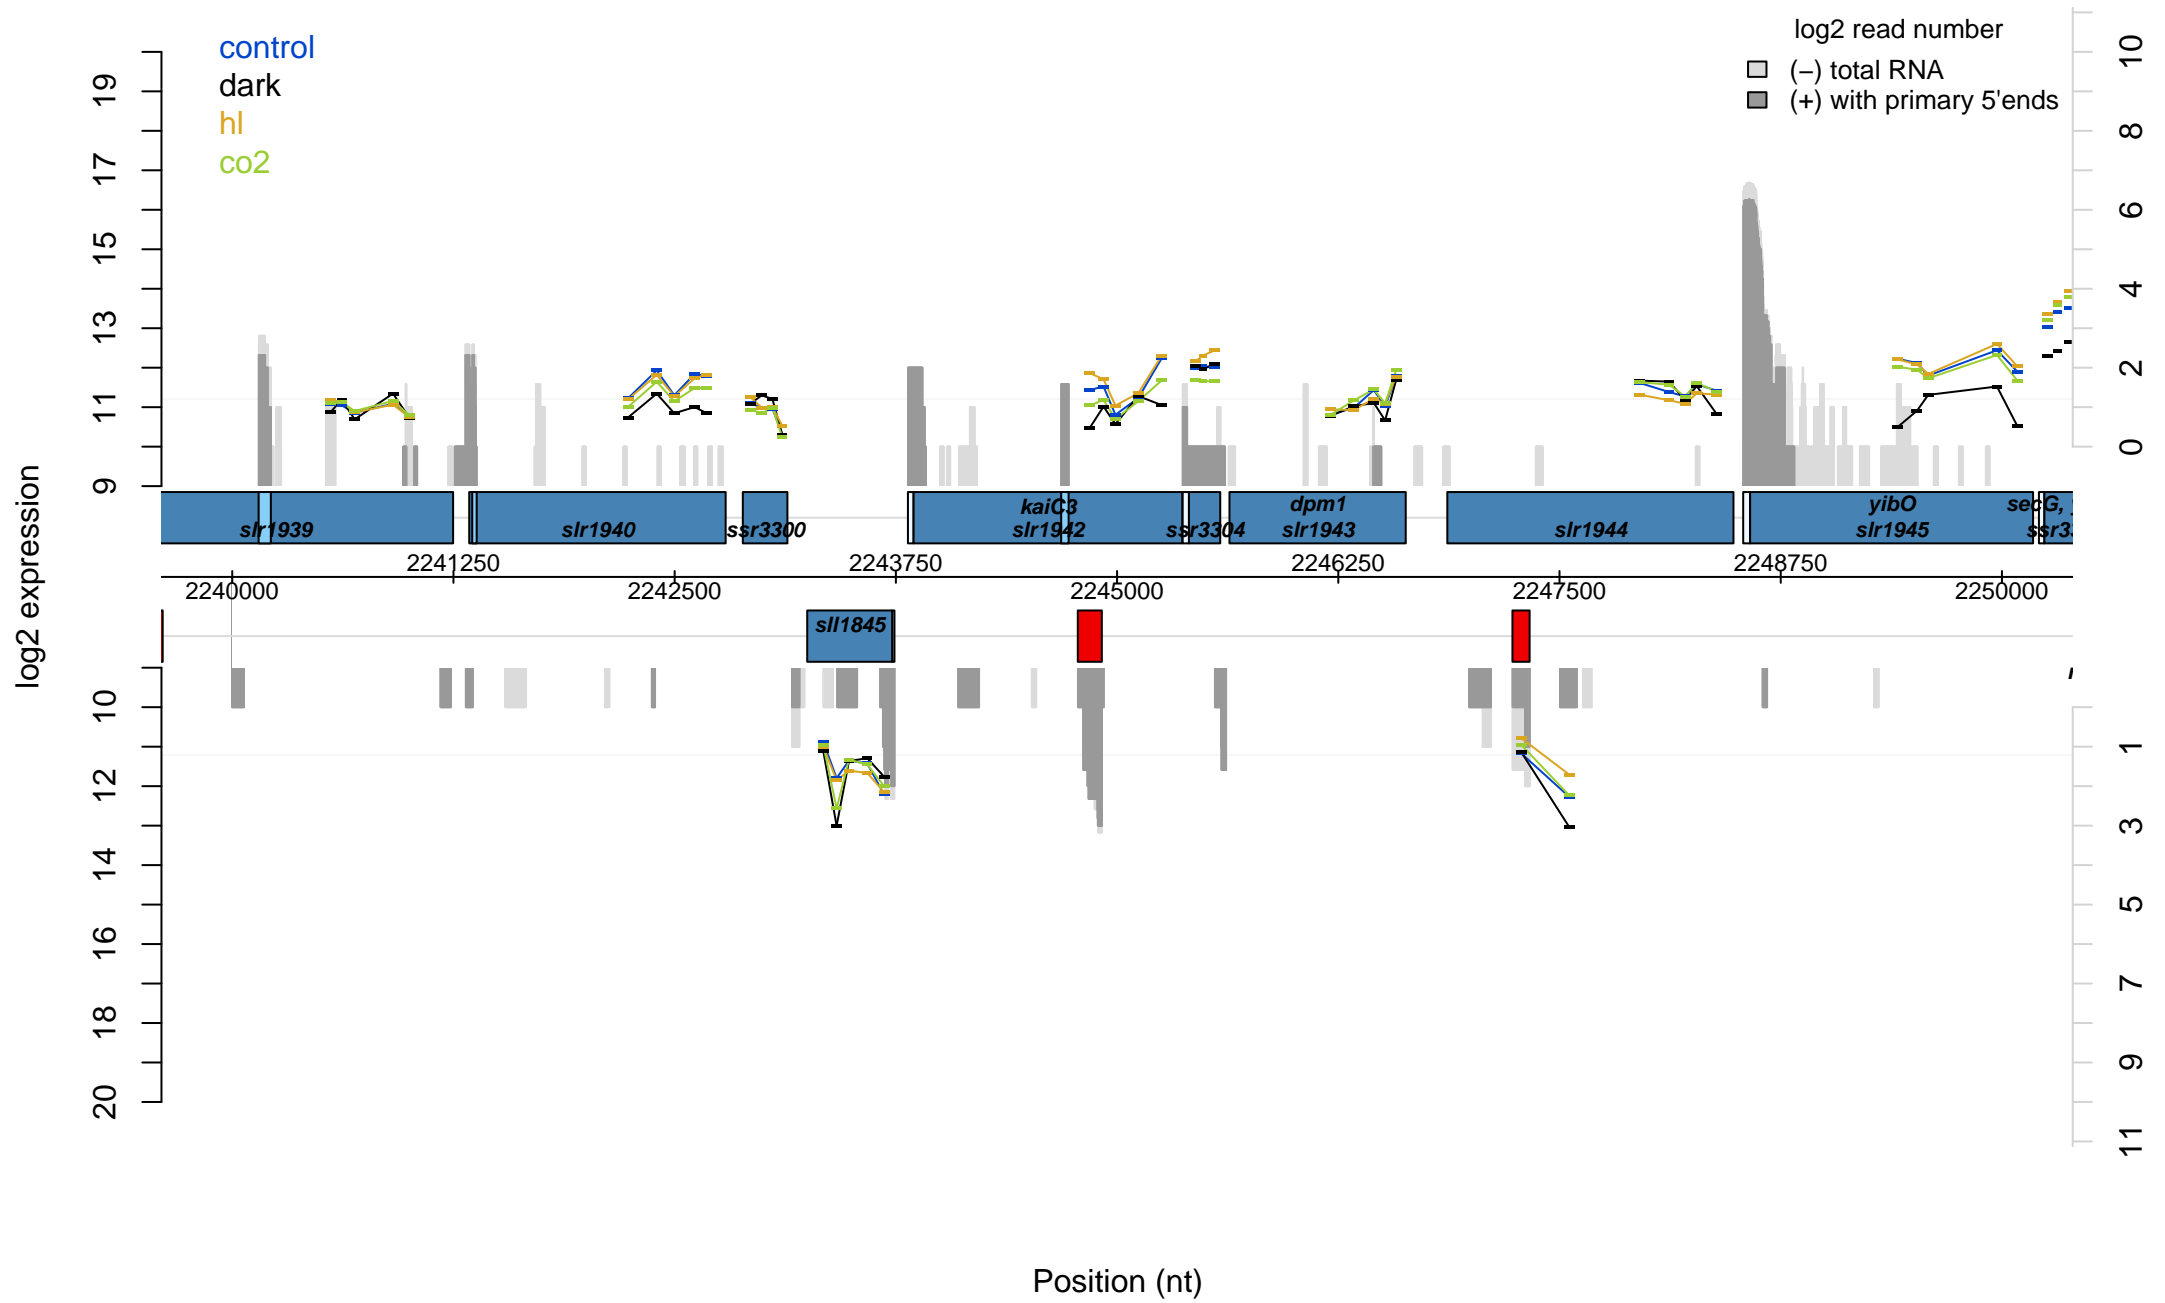 control
dark
hl
co2
log2 read number
(−) total RNA
(+) with primary 5'ends
19
17
15
13
11
9
10
8
6
4
2
0
log2 expression
kaiC3
dpm1
yibO
secG,
slr1939
slr1940
ssr3300
slr1942
ssr3304
slr1943
slr1944
slr1945
2241250
2243750
2246250
2248750
2240000
2242500
2245000
2247500
2250000
sll1845
10
12
14
16
18
20
1
3
5
7
9
11
Position (nt)